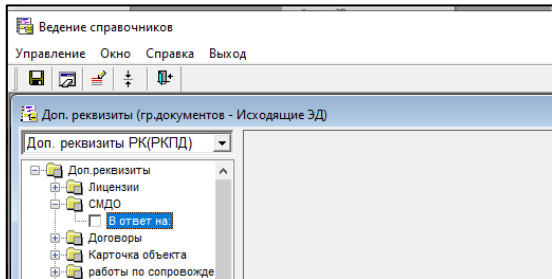 Ведение справочников
Управление Окно Справка Выход
Доп. реквизиты (гр.документов - Исходящие ЭД)
Доп. реквизиты РК(РКПД)
Доп.реквизиты
Лицензии
СМДО
В ответ на:
Договоры
Карточка объекта
работы по сопровожде